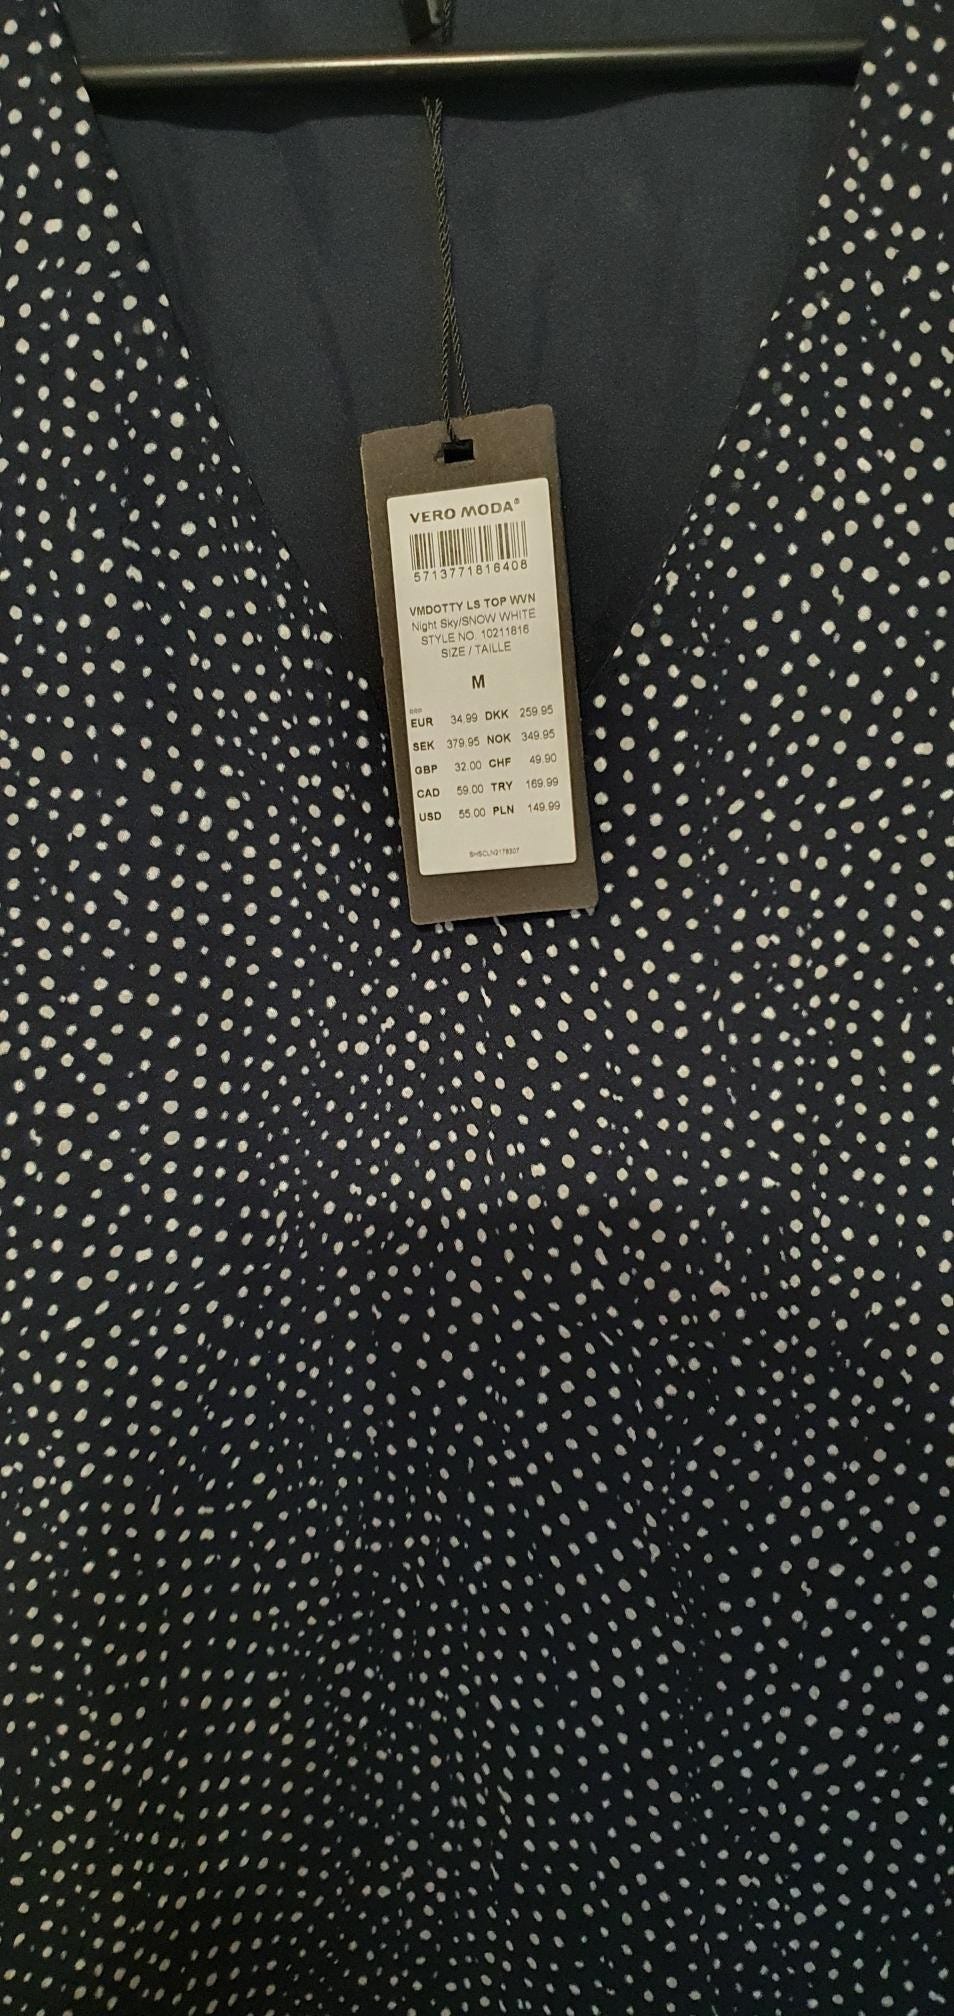 VERO MODA®
5713771816408
VMDOTTY LS TOP WVN
Night Sky/SNOW WHITE
STYLE NO. 10211816
SIZE / TAILLE
M
RRP
EUR 34.99 DKK 259.95
SEK 379.95 NOK 349.95
GBP 32.00 CHF 49.90
CAD 59.00 TRY 169.99
USD 55.00 PLN 149.99